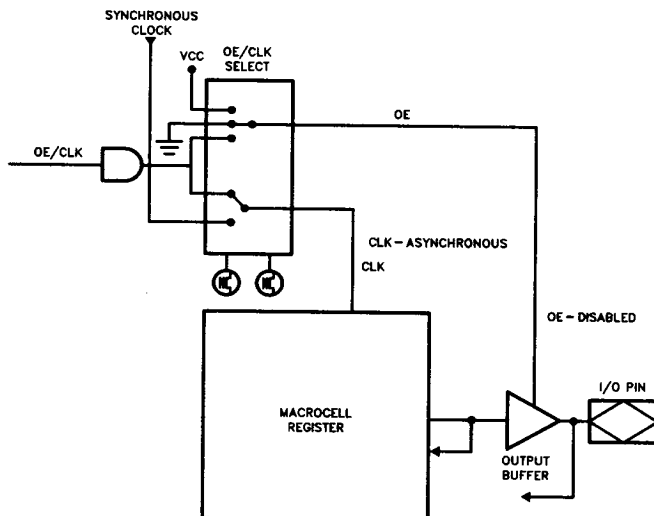 SYNCHRONOUS
CLOCK
VCC
OE/CLK
SELECT
OE
OE/CLK
CLK-ASYNCHRONOUS
CLK
OE-DISABLED
I/O PIN
MACROCELL
REGISTER
OUTPUT
BUFFER